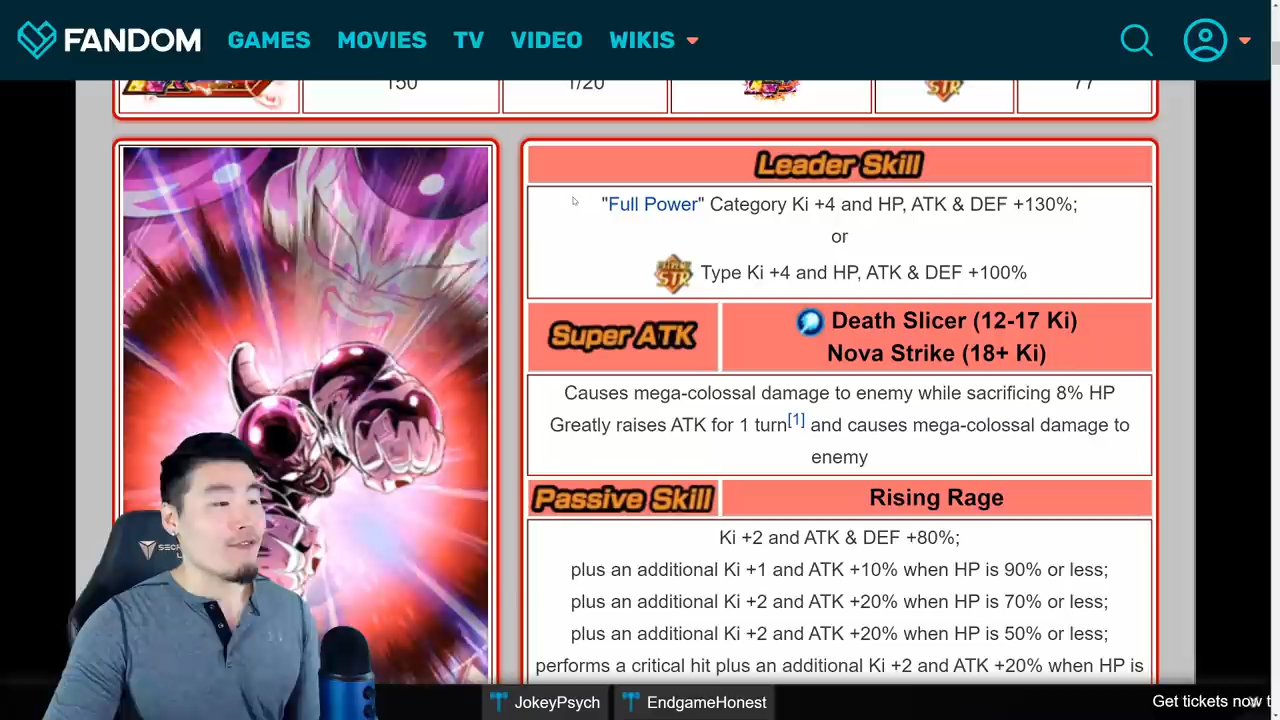 FANDOM GAMES MOVIES TV VIDEO WIKIS
150 1/20 STR 77
Leader Skill
"Full Power" Category Ki +4 and HP, ATK & DEF +130%;
or
EXTREME STR Type Ki +4 and HP, ATK & DEF +100%
Super ATK
Death Slicer (12-17 Ki)
Nova Strike (18+ Ki)
Causes mega-colossal damage to enemy while sacrificing 8% HP
Greatly raises ATK for 1 turn[1] and causes mega-colossal damage to
enemy
Passive Skill Rising Rage
Ki +2 and ATK & DEF +80%;
plus an additional Ki +1 and ATK +10% when HP is 90% or less;
plus an additional Ki +2 and ATK +20% when HP is 70% or less;
plus an additional Ki +2 and ATK +20% when HP is 50% or less;
performs a critical hit plus an additional Ki +2 and ATK +20% when HP is
JokeyPsych EndgameHonest Get tickets now